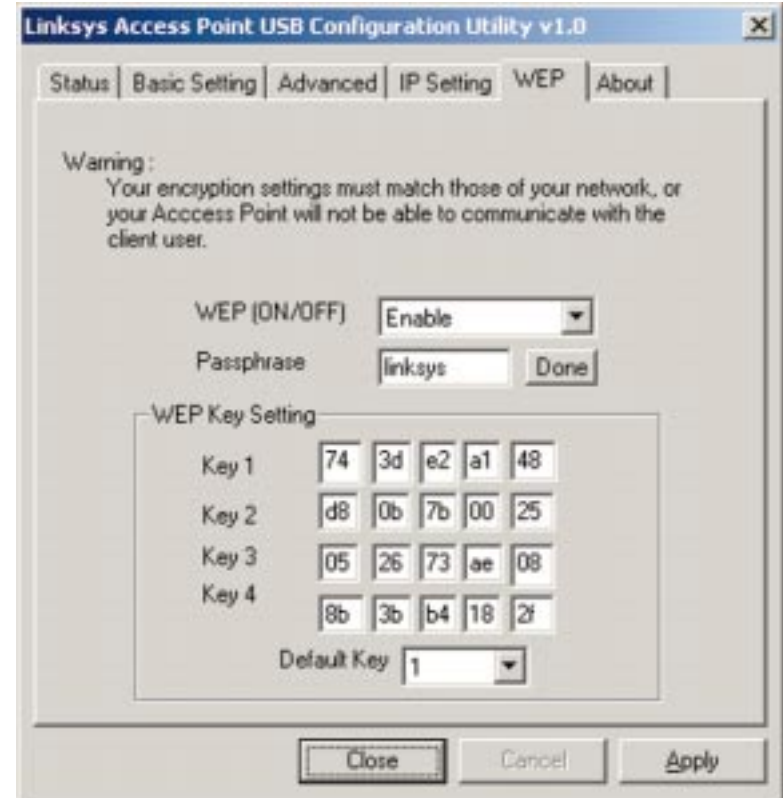 Linksys Access Point USB Configuration Utility v1.0
Status Basic Setting Advanced IP Setting WEP About
Warning :
Your encryption settings must match those of your network, or
your Acccess Point will not be able to communicate with the
client user.
WEP (ON/OFF) Enable
Passphrase linksys Done
WEP Key Setting
Key 1 74 3d e2 a1 48
Key 2 d8 0b 7b 00 25
Key 3 05 26 73 ae 08
Key 4 8b 3b b4 18 2f
Default Key 1
Close Cancel Apply